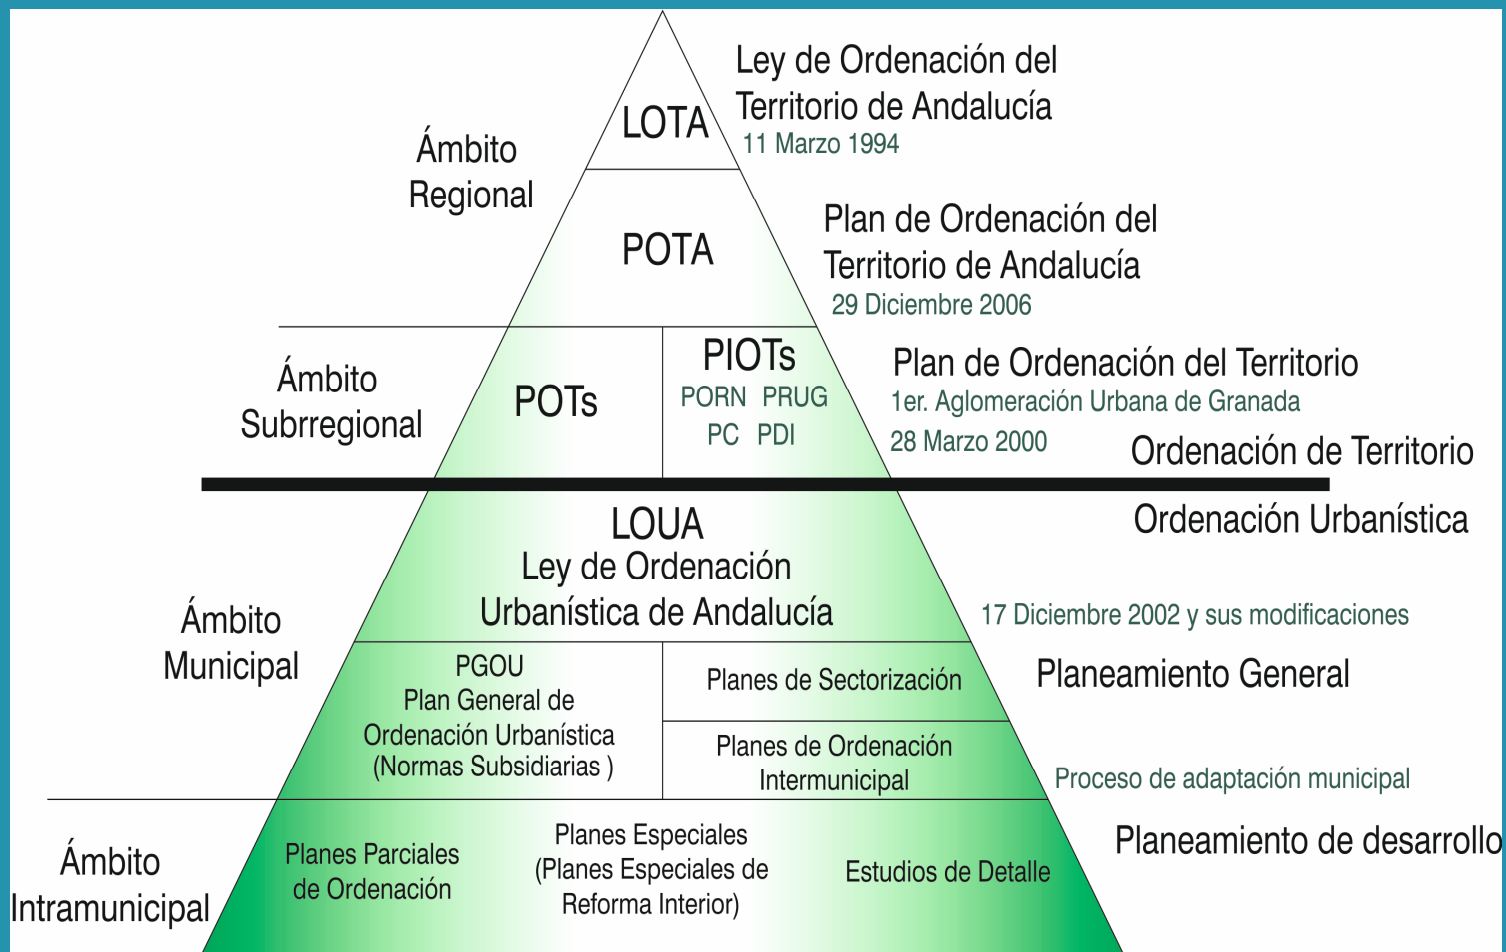 LOTA
Ley de Ordenación del
Territorio de Andalucía
11 Marzo 1994
Ámbito
Regional
POTA
Plan de Ordenación del
Territorio de Andalucía
29 Diciembre 2006
Ámbito
Subrregional
POTs
PIOTs
PORN PRUG
PC PDI
Plan de Ordenación del Territorio
1er. Aglomeración Urbana de Granada
28 Marzo 2000
Ordenación de Territorio
Ordenación Urbanística
LOUA
Ley de Ordenación
Urbanística de Andalucía
17 Diciembre 2002 y sus modificaciones
Ámbito
Municipal
PGOU
Plan General de
Ordenación Urbanística
(Normas Subsidiarias )
Planes de Sectorización
Planes de Ordenación
Intermunicipal
Planeamiento General
Proceso de adaptación municipal
Ámbito
Intramunicipal
Planes Parciales
de Ordenación
Planes Especiales
(Planes Especiales de
Reforma Interior)
Estudios de Detalle
Planeamiento de desarrollo